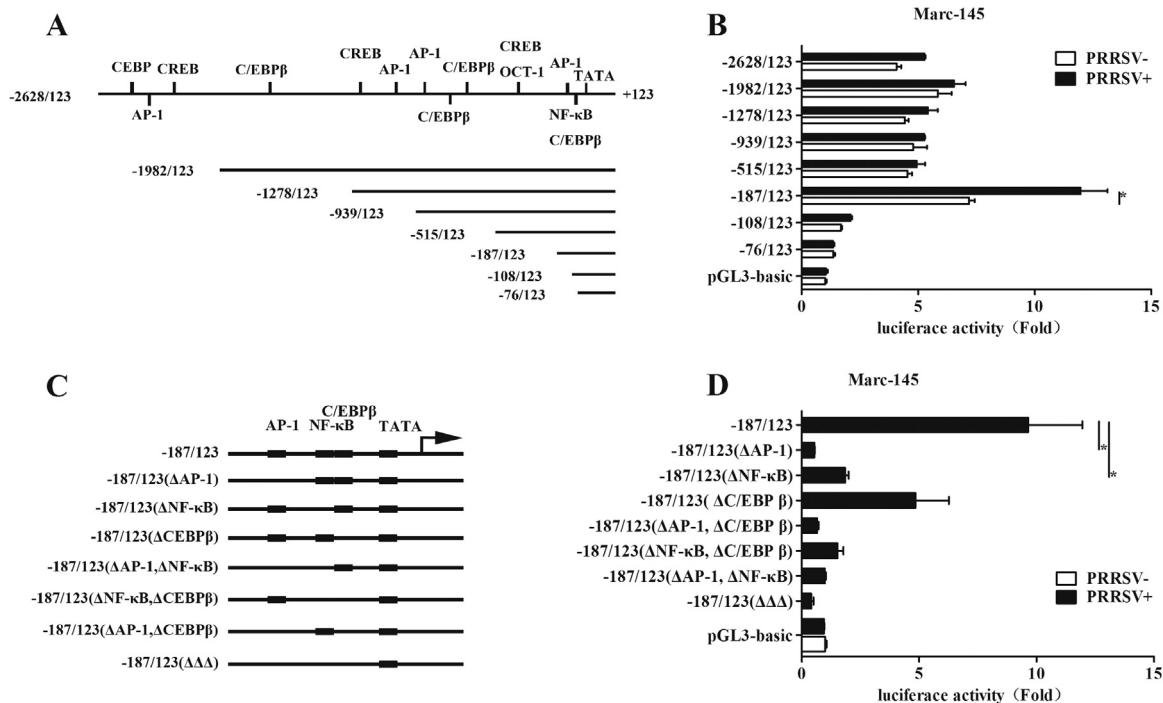 A
CREB AP-1 CREB
CEBP CREB C/EBPβ AP-1 C/EBPβ OCT-1 AP-1 TATA
-2628/123 +123
AP-1 C/EBPβ NF-κB
C/EBPβ
-1982/123
-1278/123
-939/123
-515/123
-187/123
-108/123
-76/123
B
Marc-145
-2628/123
-1982/123
-1278/123
-939/123
-515/123
-187/123
-108/123
-76/123
pGL3-basic
PRRSV-
PRRSV+
*
0 5 10 15
luciferace activity（Fold）
C
C/EBPβ
AP-1 NF-κB TATA
-187/123
-187/123(ΔAP-1)
-187/123(ΔNF-κB)
-187/123(ΔCEBPβ)
-187/123(ΔAP-1,ΔNF-κB)
-187/123(ΔNF-κB,ΔCEBPβ)
-187/123(ΔAP-1,ΔCEBPβ)
-187/123(ΔΔΔ)
D
Marc-145
-187/123
-187/123(ΔAP-1)
-187/123(ΔNF-κB)
-187/123( ΔC/EBP β)
-187/123(ΔAP-1, ΔC/EBP β)
-187/123(ΔNF-κB, ΔC/EBP β)
-187/123(ΔAP-1, ΔNF-κB)
-187/123(ΔΔΔ)
pGL3-basic
*
*
PRRSV-
PRRSV+
0 5 10 15
luciferace activity（Fold）